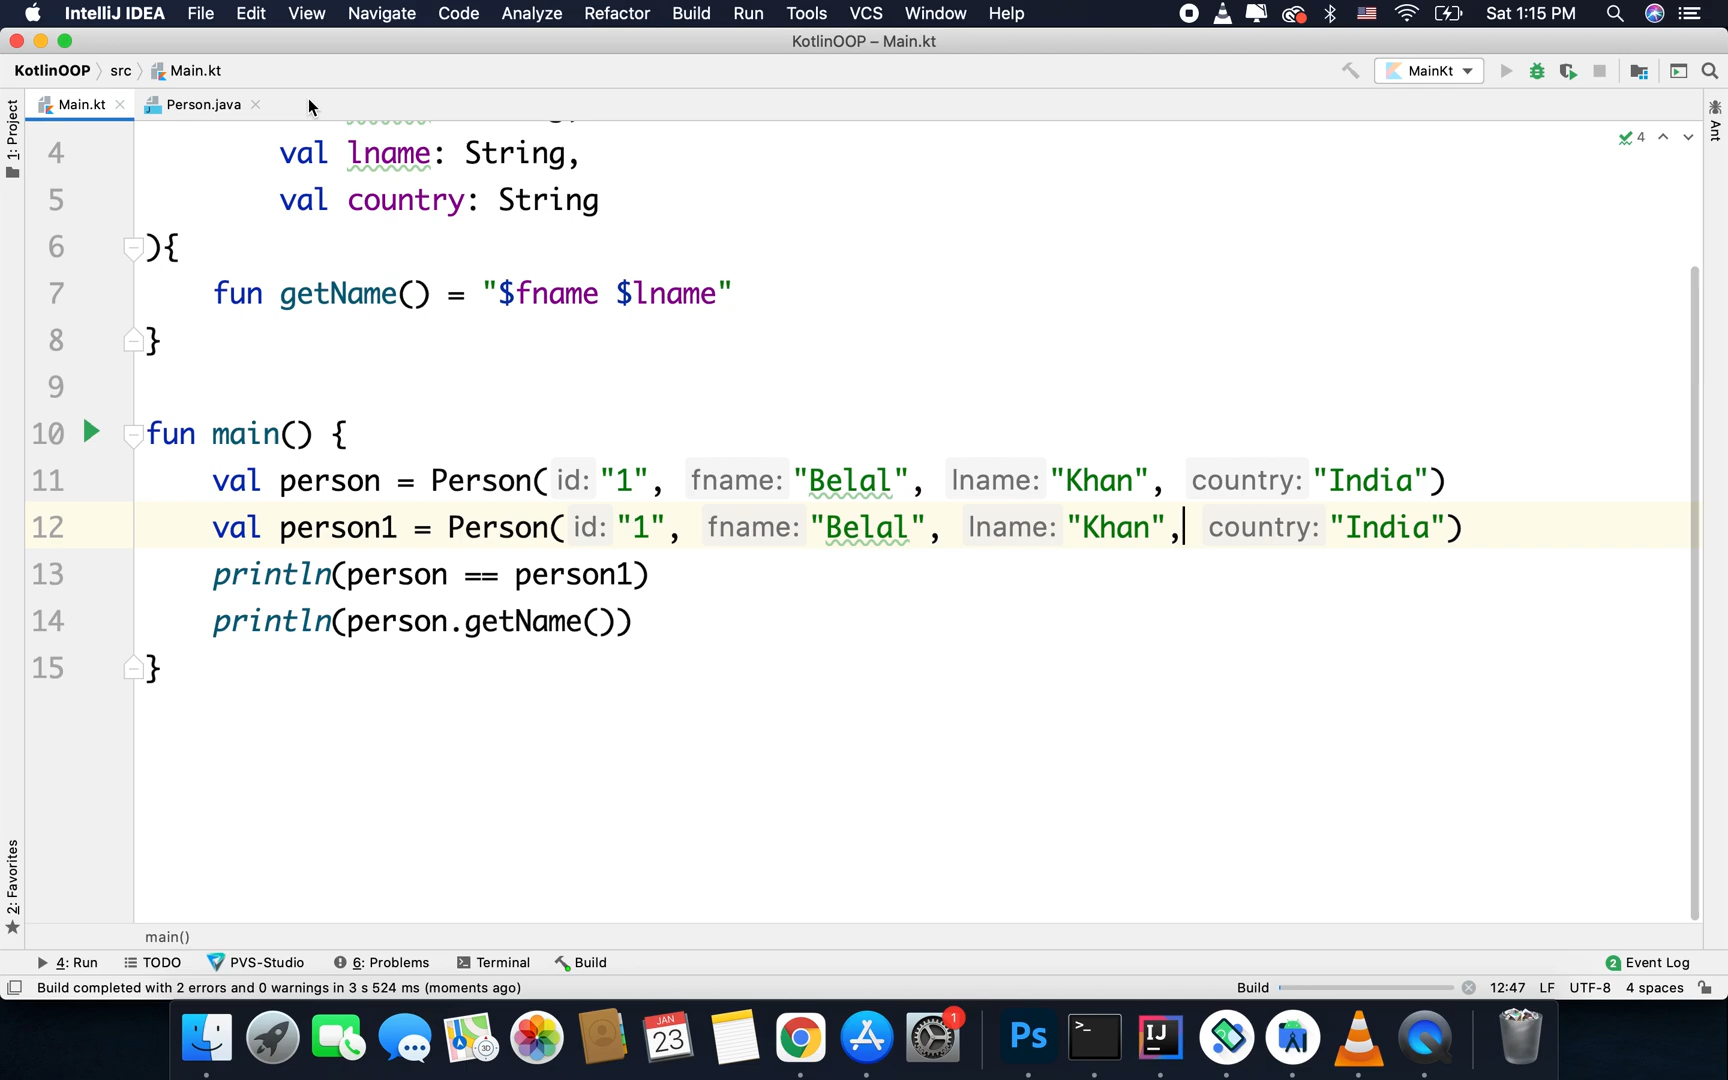 IntelliJ IDEA File Edit View Navigate Code Analyze Refactor Build Run Tools VCS Window Help Sat 1:15 PM
KotlinOOP – Main.kt
KotlinOOP src Main.kt MainKt
Main.kt Person.java
1: Project
Ant
4 val lname: String, 4
5 val country: String
6 ){
7 fun getName() = "$fname $lname"
8 }
9
10 fun main() {
11 val person = Person( id: "1", fname: "Belal", lname: "Khan", country: "India")
12 val person1 = Person( id: "1", fname: "Belal", lname: "Khan", country: "India")
13 println(person == person1)
14 println(person.getName())
15 }
2: Favorites
main()
4: Run TODO PVS-Studio 6: Problems Terminal Build 2 Event Log
Build completed with 2 errors and 0 warnings in 3 s 524 ms (moments ago) Build 12:47 LF UTF-8 4 spaces
JAN
23
3D
1
Ps
IJ